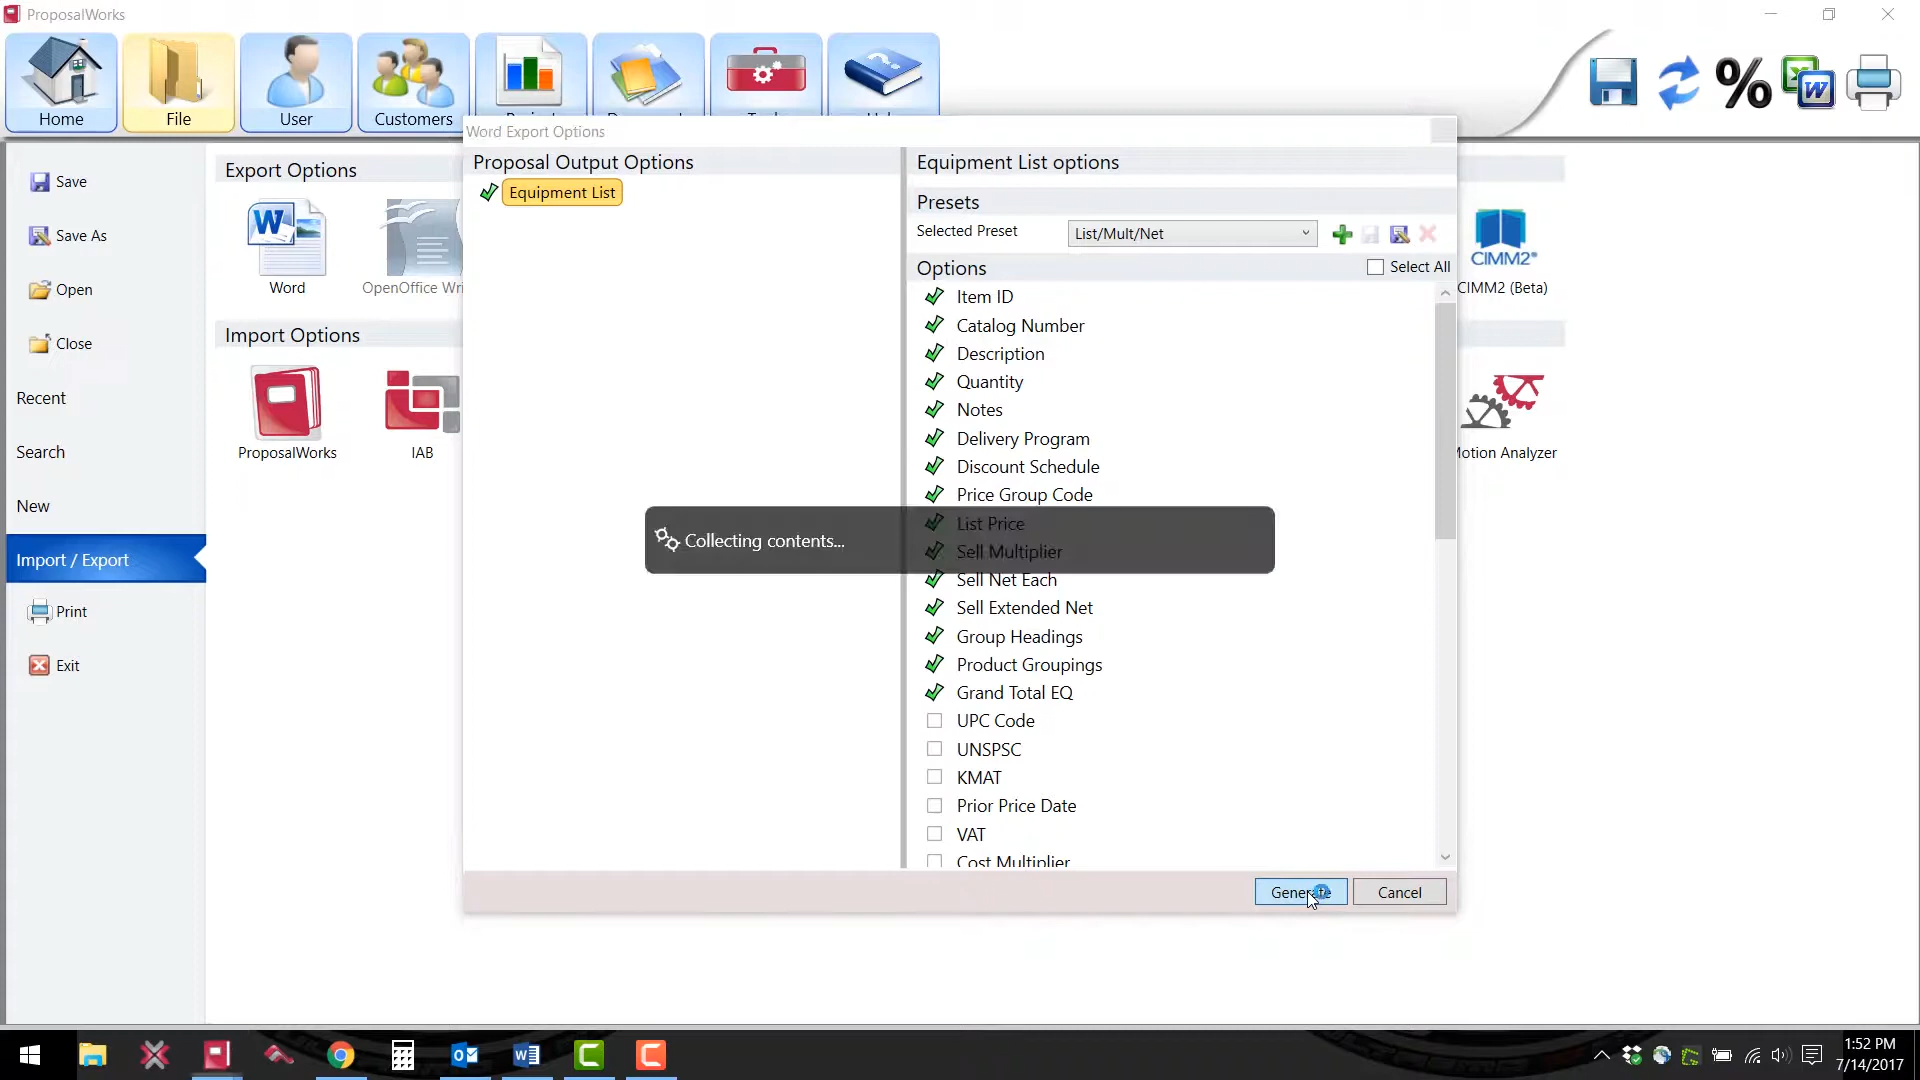 ProposalWorks
Home
File
User
Customers
Word Export Options
Save
Save As
Open
Close
Recent
Search
New
Import / Export
Print
Exit
Export Options
Word
OpenOffice Wri
Import Options
ProposalWorks
IAB
Proposal Output Options
Equipment List
Equipment List options
Presets
Selected Preset
List/Mult/Net
Options
Select All
Item ID
Catalog Number
Description
Quantity
Notes
Delivery Program
Discount Schedule
Price Group Code
List Price
Sell Multiplier
Sell Net Each
Sell Extended Net
Group Headings
Product Groupings
Grand Total EQ
UPC Code
UNSPSC
KMAT
Prior Price Date
VAT
Cost Multiplier
Collecting contents...
Generate
Cancel
CIMM2®
CIMM2 (Beta)
Motion Analyzer
1:52 PM
7/14/2017